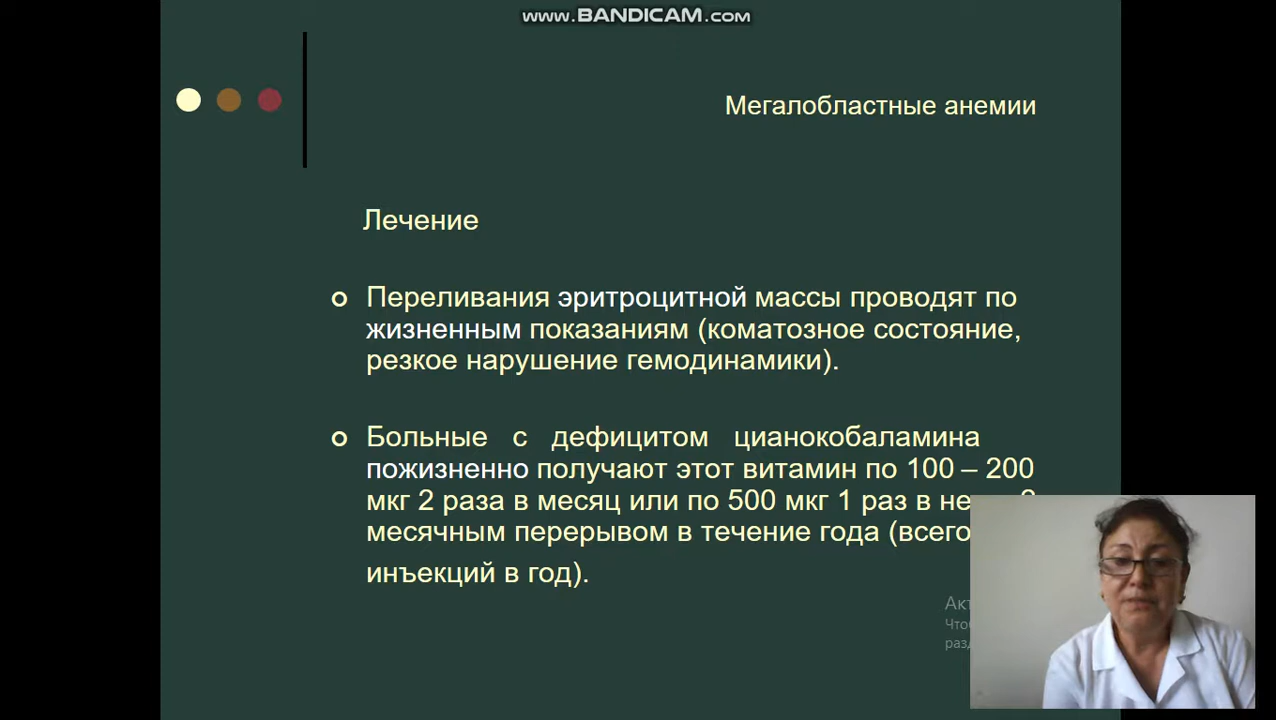 www.BANDICAM.com
Мегалобластные анемии
Лечение
Переливания эритроцитной массы проводят по
жизненным показаниям (коматозное состояние,
резкое нарушение гемодинамики).
Больные с дефицитом цианокобаламина
пожизненно получают этот витамин по 100 – 200
мкг 2 раза в месяц или по 500 мкг 1 раз в
месячным перерывом в течение года (всего
инъекций в год).